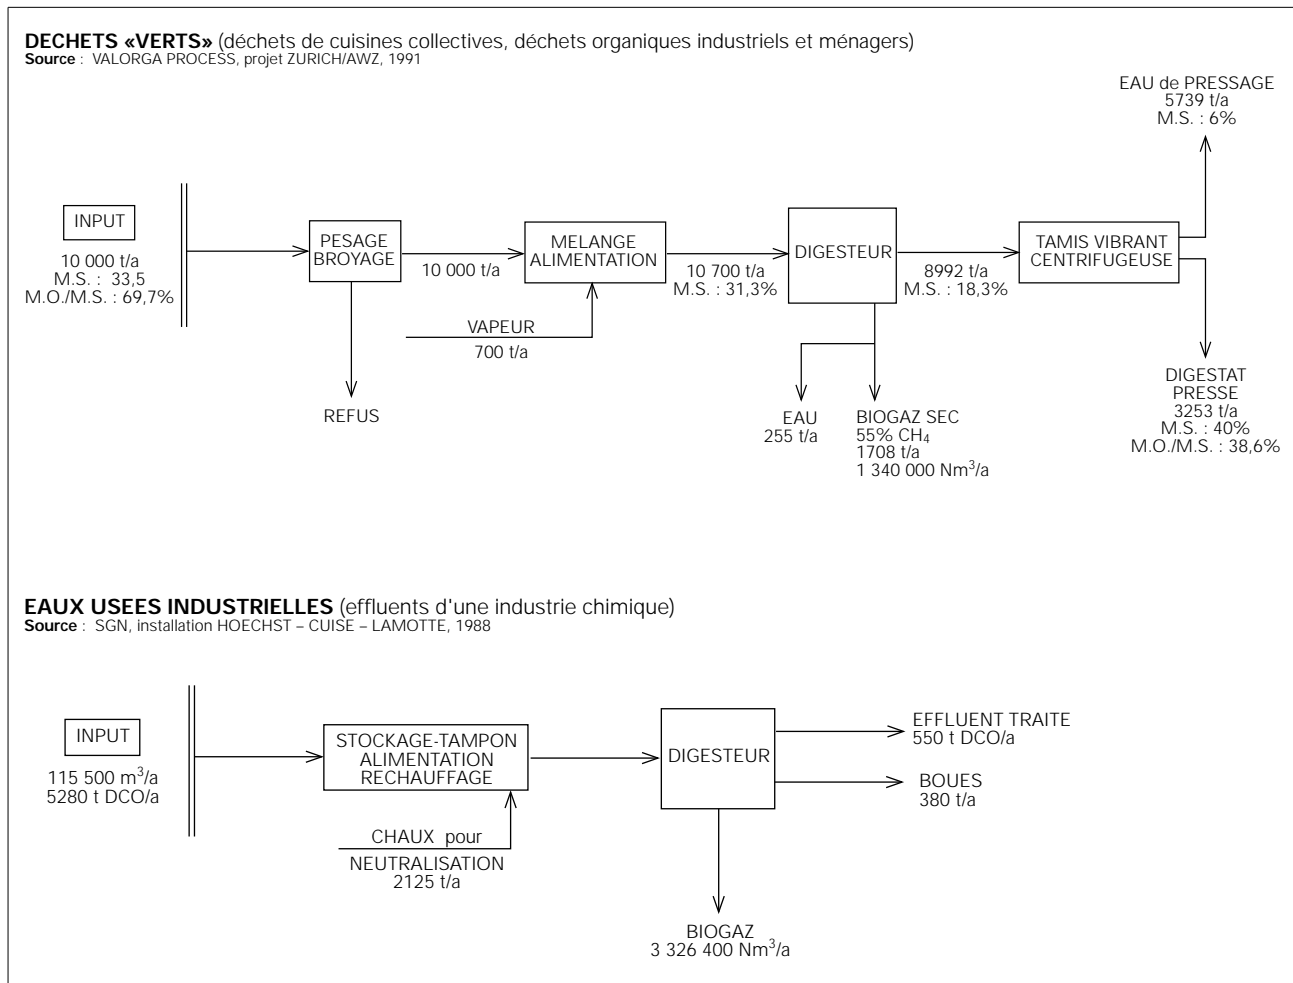 DECHETS «VERTS» (déchets de cuisines collectives, déchets organiques industriels et ménagers)
Source : VALORGA PROCESS, projet ZURICH/AWZ, 1991
EAU de PRESSAGE
5739 t/a
M.S. : 6%
INPUT
10 000 t/a
M.S. : 33,5
M.O./M.S. : 69,7%
PESAGE
BROYAGE
10 000 t/a
REFUS
MELANGE
ALIMENTATION
VAPEUR
700 t/a
10 700 t/a
M.S. : 31,3%
DIGESTEUR
EAU
255 t/a
BIOGAZ SEC
55% CH₄
1708 t/a
1 340 000 Nm³/a
8992 t/a
M.S. : 18,3%
TAMIS VIBRANT
CENTRIFUGEUSE
DIGESTAT
PRESSE
3253 t/a
M.S. : 40%
M.O./M.S. : 38,6%
EAUX USEES INDUSTRIELLES (effluents d'une industrie chimique)
Source : SGN, installation HOECHST – CUISE – LAMOTTE, 1988
INPUT
115 500 m³/a
5280 t DCO/a
STOCKAGE-TAMPON
ALIMENTATION
RECHAUFFAGE
CHAUX pour
NEUTRALISATION
2125 t/a
DIGESTEUR
EFFLUENT TRAITE
550 t DCO/a
BOUES
380 t/a
BIOGAZ
3 326 400 Nm³/a